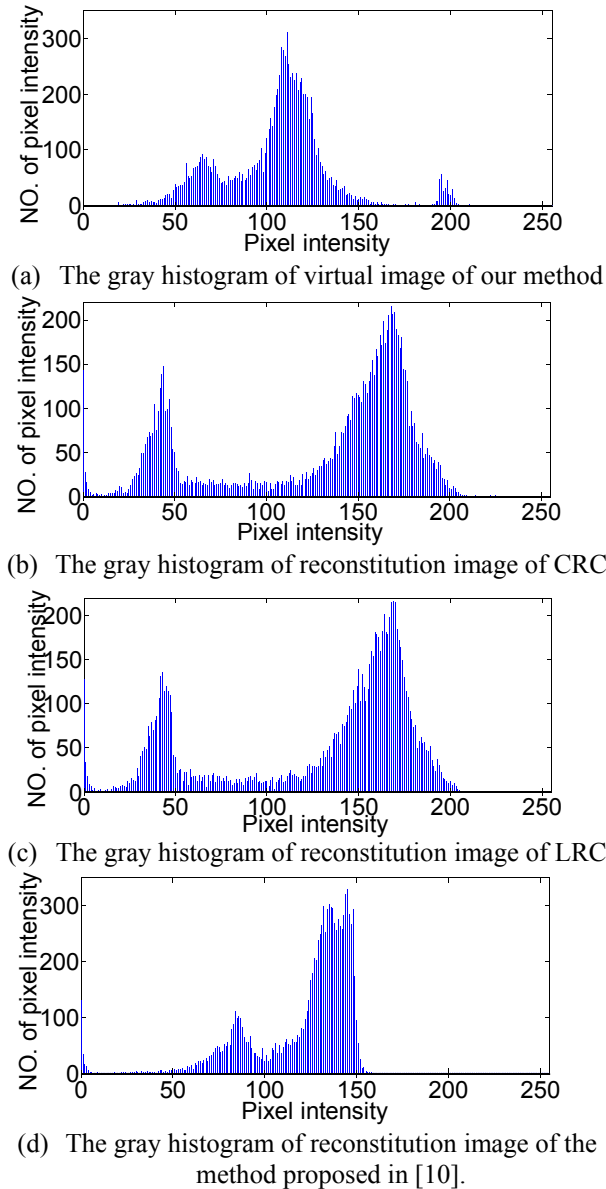 NO. of pixel intensity
300
200
100
0
0 50 100 150 200 250
Pixel intensity
(a) The gray histogram of virtual image of our method
NO. of pixel intensity
200
150
100
50
0
0 50 100 150 200 250
Pixel intensity
(b) The gray histogram of reconstitution image of CRC
NO. of pixel intensity
200
150
100
50
0
0 50 100 150 200 250
Pixel intensity
(c) The gray histogram of reconstitution image of LRC
NO. of pixel intensity
300
200
100
0
0 50 100 150 200 250
Pixel intensity
(d) The gray histogram of reconstitution image of the
method proposed in [10].